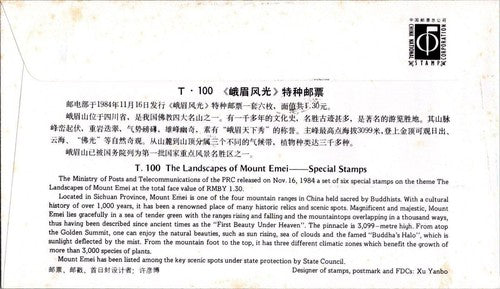 中国邮票总公司
CHINA NATIONAL
STAMP
CORPORATION
T·100 《峨眉风光》特种邮票
邮电部于1984年11月16日发行《峨眉风光》特种邮票一套六枚，面值共1.30元。
峨眉山位于四川省，是我国佛教四大名山之一。有一千多年的文化史，名胜古迹甚多，是著名的游览胜地。其山脉
峰峦起伏，重岩迭翠，气势磅礴，雄峰幽奇，素有“峨眉天下秀”的称誉。主峰最高点海拔3099米，登上金顶可观日出、
云海、“佛光”等自然奇观。从山麓到山顶分属三个不同的气候带，植物种类达三千多种。
峨眉山已被国务院列为第一批国家重点风景名胜区之一。
T. 100 The Landscapes of Mount Emei——Special Stamps
The Ministry of Posts and Telecommunications of the PRC released on Nov. 16, 1984 a set of six special stamps on the theme The
Landscapes of Mount Emei at the total face value of RMBY 1.30.
Located in Sichuan Province, Mount Emei is one of the four mountain ranges in China held sacred by Buddhists. With a cultural
history of over 1,000 years, it has been a renowned place of many historic relics and scenic spots. Magnificient and majestic, Mount
Emei lies gracefully in a sea of tender green with the ranges rising and falling and the mountaintops overlapping in a thousand ways,
thus having been described since ancient times as the "First Beauty Under Heaven". The pinnacle is 3,099-metre high. From atop
the Golden Summit, one can enjoy the natural beauties, such as sun rising, sea of clouds and the famed "Buddha's Halo", which is
sunlight deflected by the mist. From the mountain foot to the top, it has three different climatic zones which benefit the growth of
more than 3,000 species of plants.
Mount Emei has been listed among the key scenic spots under state protection by State Council.
邮票、邮戳、首日封设计者：许彦博
Designer of stamps, postmark and FDCs: Xu Yanbo